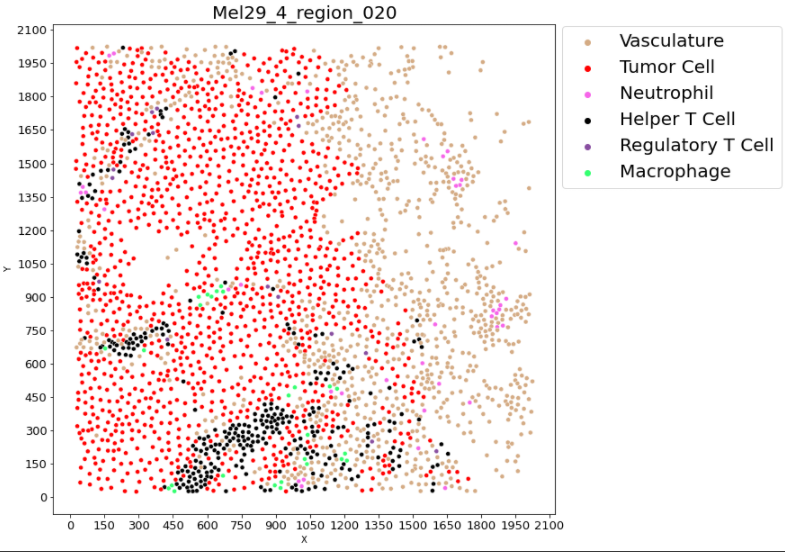 Mel29_4_region_020
2100
1950
1800
1650
1500
1350
1200
1050
900
750
600
450
300
150
0
Y
0 150 300 450 600 750 900 1050 1200 1350 1500 1650 1800 1950 2100
X
Vasculature
Tumor Cell
Neutrophil
Helper T Cell
Regulatory T Cell
Macrophage